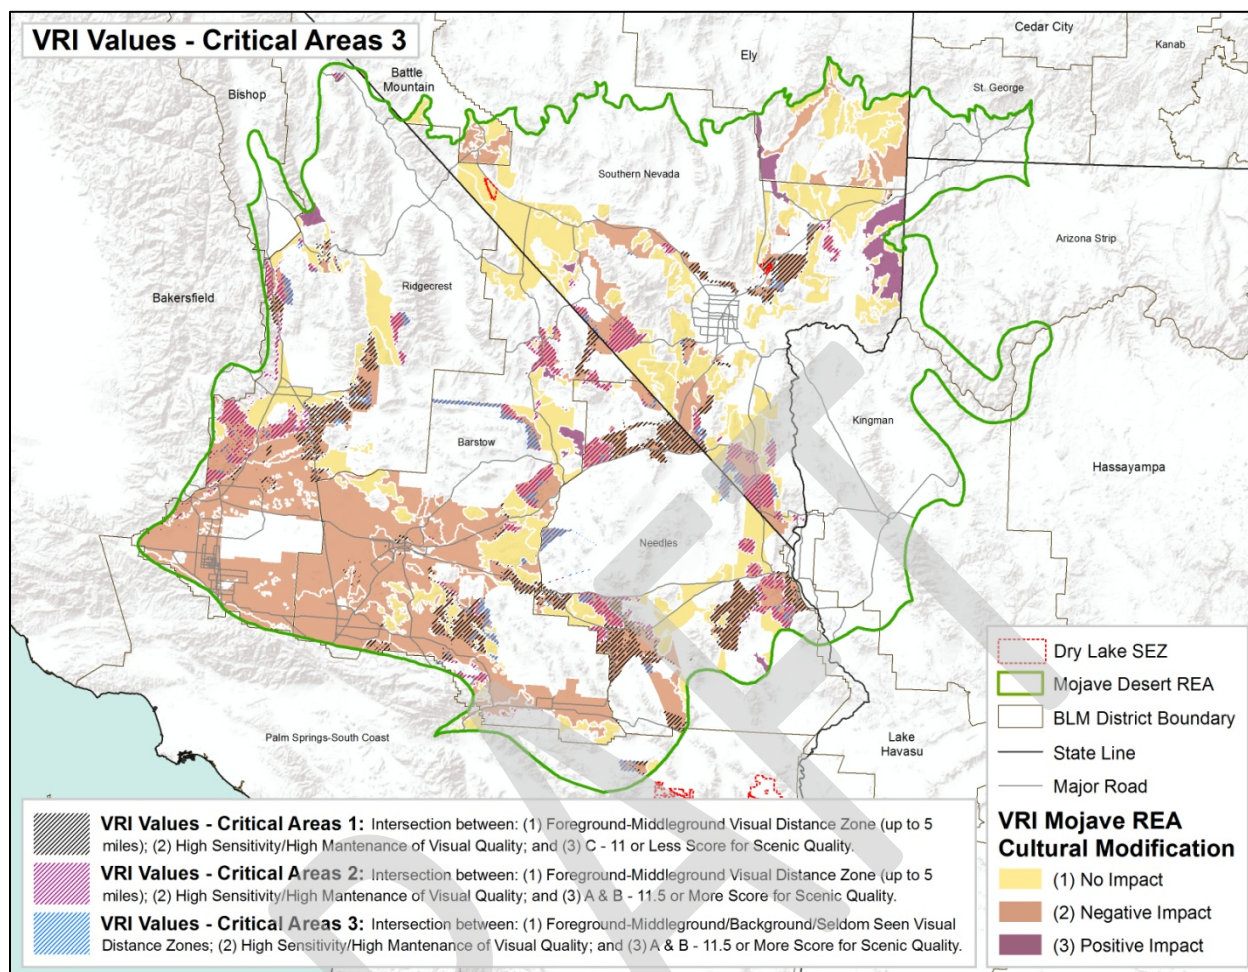 VRI Values - Critical Areas 3
Cedar City
Kanab
Ely
Battle
Mountain
Bishop
St. George
Southern Nevada
Arizona Strip
Bakersfield
Ridgecrest
Kingman
Barstow
Hassayampa
Needles
Palm Springs-South Coast
Lake
Havasu
DRAFT
Dry Lake SEZ
Mojave Desert REA
BLM District Boundary
State Line
Major Road
VRI Mojave REA
Cultural Modification
(1) No Impact
(2) Negative Impact
(3) Positive Impact
VRI Values - Critical Areas 1: Intersection between: (1) Foreground-Middleground Visual Distance Zone (up to 5
miles); (2) High Sensitivity/High Mantenance of Visual Quality; and (3) C - 11 or Less Score for Scenic Quality.
VRI Values - Critical Areas 2: Intersection between: (1) Foreground-Middleground Visual Distance Zone (up to 5
miles); (2) High Sensitivity/High Mantenance of Visual Quality; and (3) A & B - 11.5 or More Score for Scenic Quality.
VRI Values - Critical Areas 3: Intersection between: (1) Foreground-Middleground/Background/Seldom Seen Visual
Distance Zones; (2) High Sensitivity/High Mantenance of Visual Quality; and (3) A & B - 11.5 or More Score for Scenic Quality.